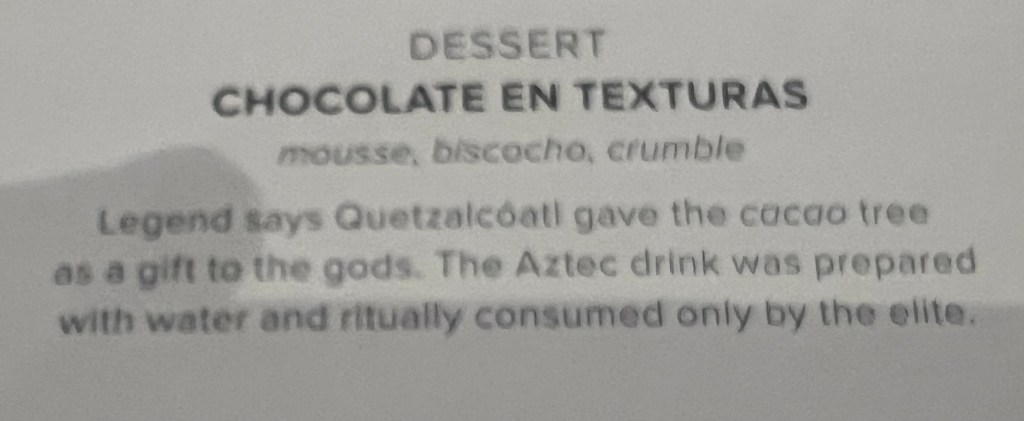 DESSERT
CHOCOLATE EN TEXTURAS
mousse, biscocho, crumble
Legend says Quetzalcóatl gave the cacao tree
as a gift to the gods. The Aztec drink was prepared
with water and ritually consumed only by the elite.